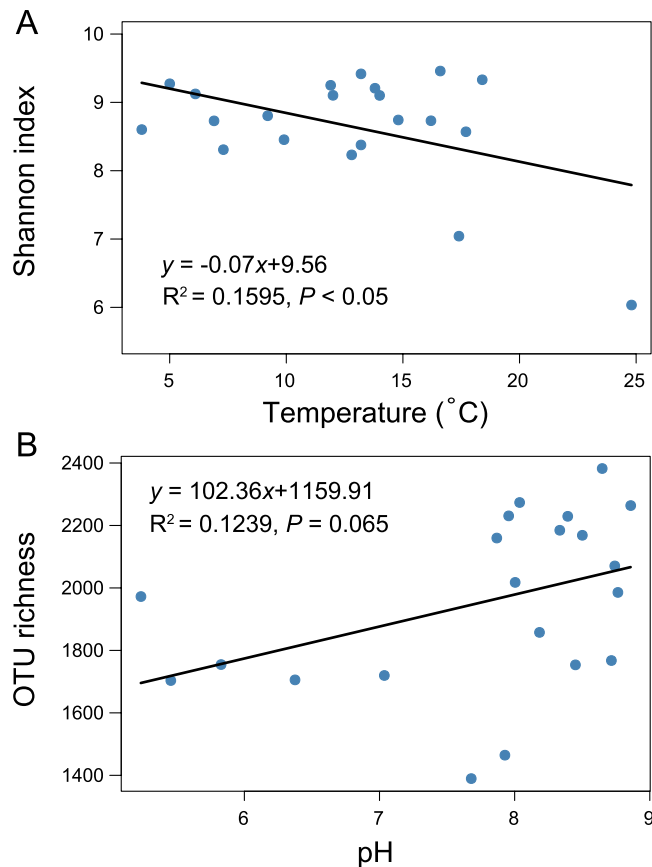 A
10
9
8
7
6
Shannon index
y = -0.07x+9.56
R² = 0.1595, P < 0.05
5 10 15 20 25
Temperature (°C)
B
2400
2200
2000
1800
1600
1400
OTU richness
y = 102.36x+1159.91
R² = 0.1239, P = 0.065
6 7 8 9
pH